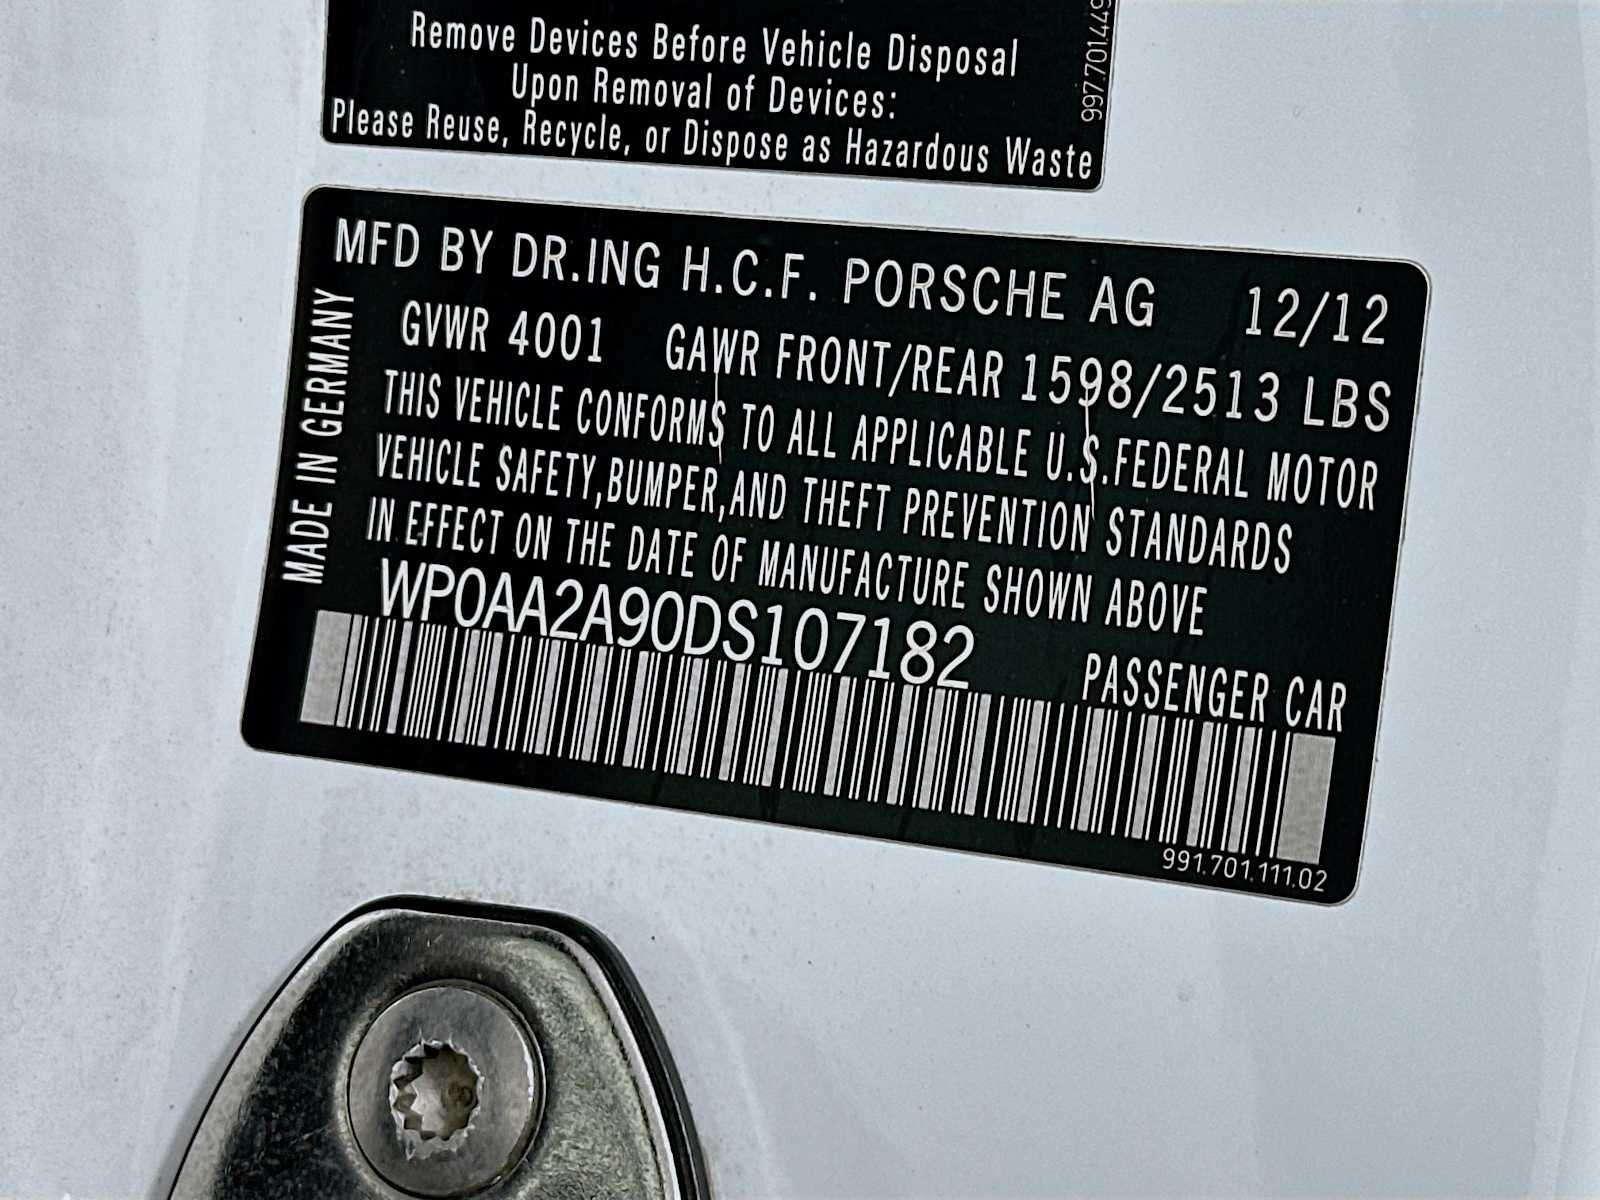 Remove Devices Before Vehicle Disposal
Upon Removal of Devices:
Please Reuse, Recycle, or Dispose as Hazardous Waste
997.701.449
MFD BY DR.ING H.C.F. PORSCHE AG 12/12
GVWR 4001 GAWR FRONT/REAR 1598/2513 LBS
THIS VEHICLE CONFORMS TO ALL APPLICABLE U.S.FEDERAL MOTOR
VEHICLE SAFETY,BUMPER,AND THEFT PREVENTION STANDARDS
IN EFFECT ON THE DATE OF MANUFACTURE SHOWN ABOVE
WP0AA2A90DS107182
PASSENGER CAR
991.701.111.02
MADE IN GERMANY